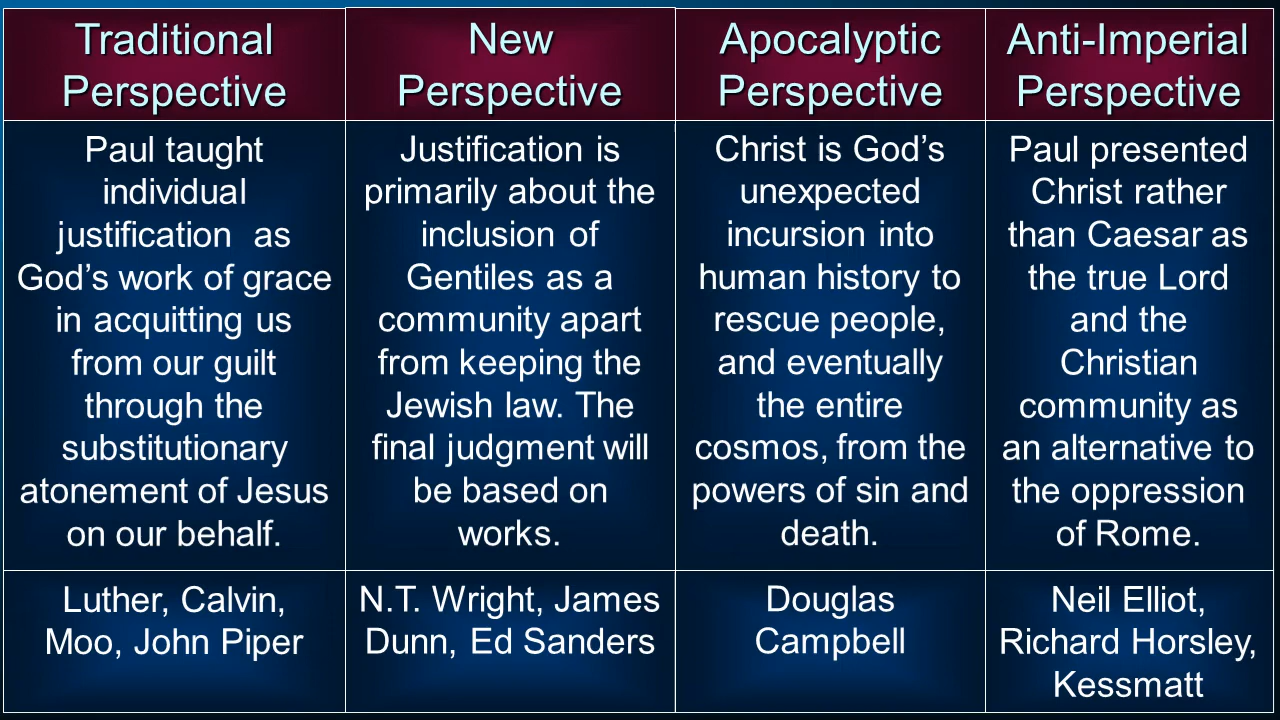 Traditional
Perspective
New
Perspective
Apocalyptic
Perspective
Anti-Imperial
Perspective
Paul taught
individual
justification as
God's work of grace
in acquitting us
from our guilt
through the
substitutionary
atonement of Jesus
on our behalf.
Justification is
primarily about the
inclusion of
Gentiles as a
community apart
from keeping the
Jewish law. The
final judgment will
be based on
works.
Christ is God's
unexpected
incursion into
human history to
rescue people,
and eventually
the entire
cosmos, from the
powers of sin and
death.
Paul presented
Christ rather
than Caesar as
the true Lord
and the
Christian
community as
an alternative to
the oppression
of Rome.
Luther, Calvin,
Moo, John Piper
N.T. Wright, James
Dunn, Ed Sanders
Douglas
Campbell
Neil Elliot,
Richard Horsley,
Kessmatt